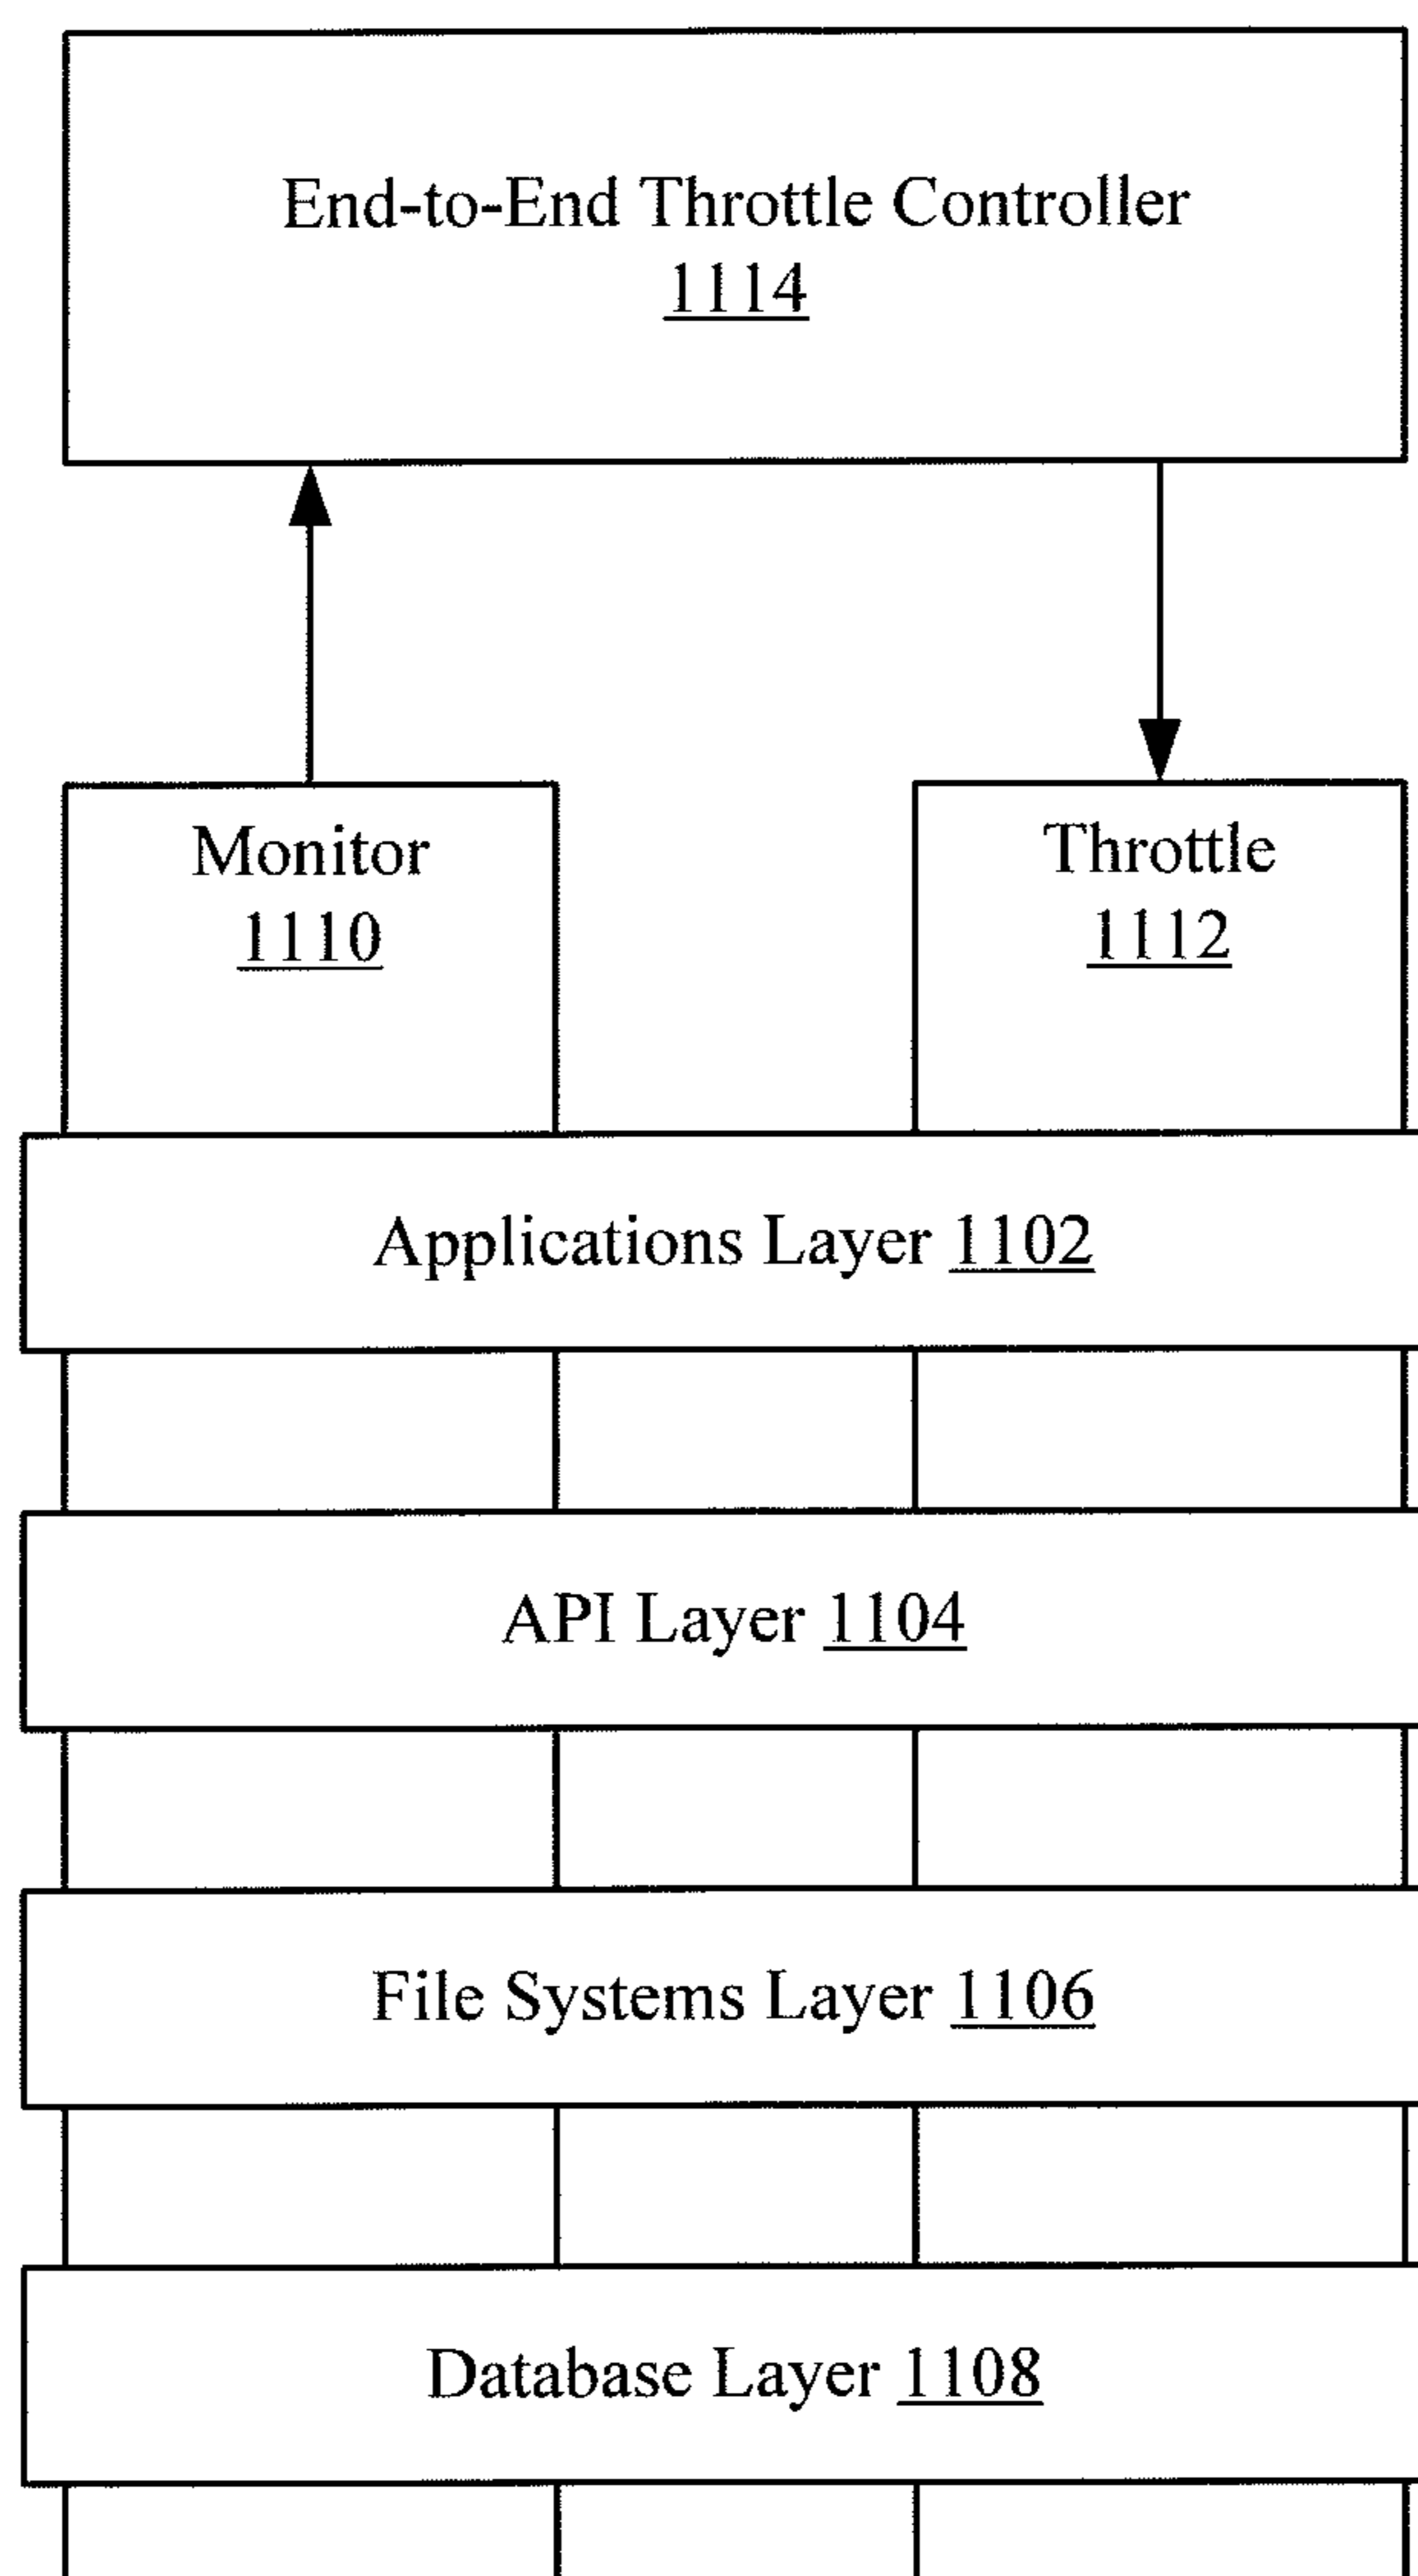 End-to-End Throttle Controller
1114
Monitor
1110
Throttle
1112
Applications Layer 1102
API Layer 1104
File Systems Layer 1106
Database Layer 1108